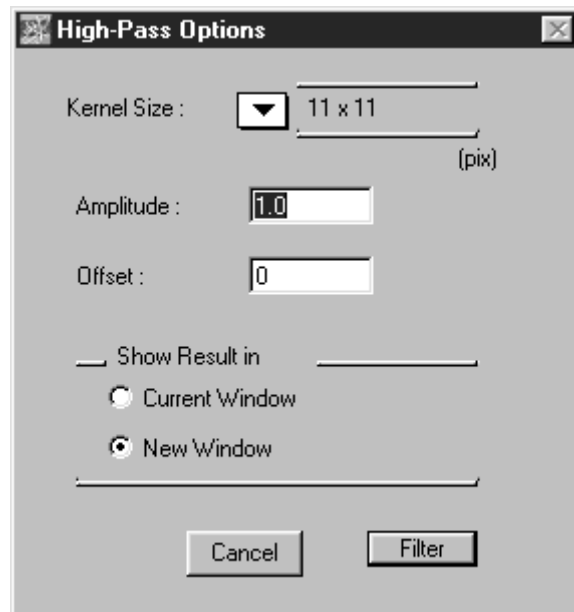 High-Pass Options
Kernel Size : 11 x 11
(pix)
Amplitude : 1.0
Offset : 0
Show Result in
Current Window
New Window
Cancel Filter